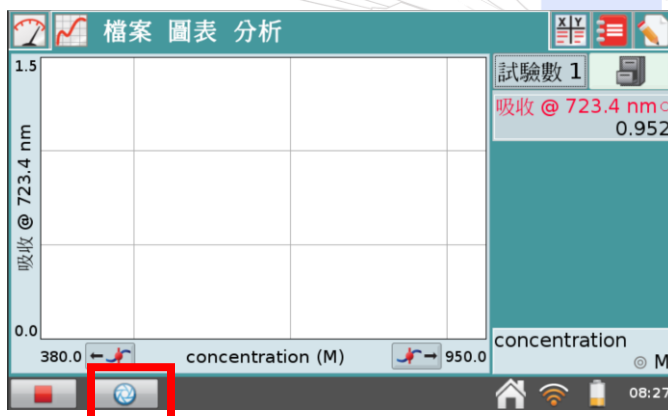 檔案 圖表 分析
X Y
1.5
吸收 @ 723.4 nm
0.0
380.0
concentration (M)
950.0
試驗數 1
吸收 @ 723.4 nm
0.952
concentration
M
08:27